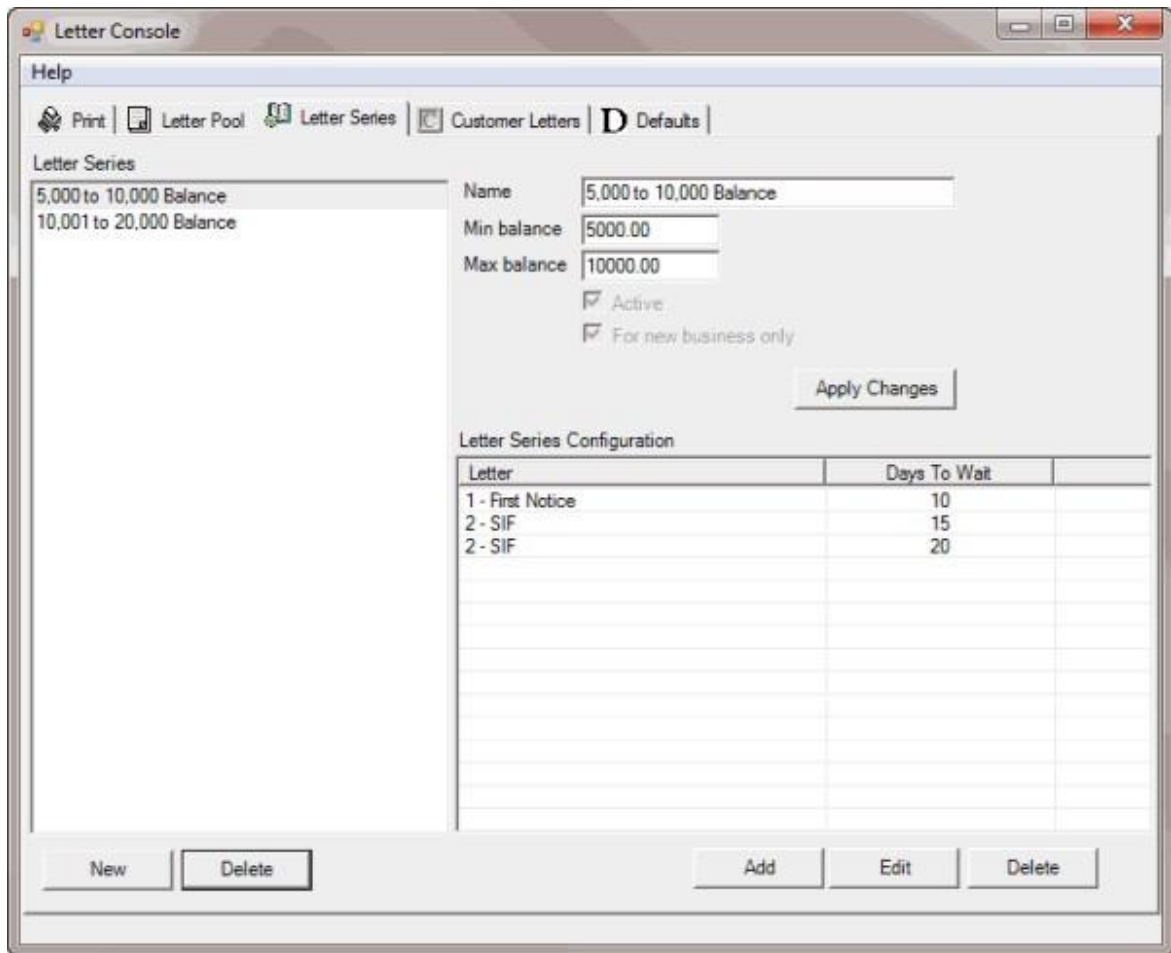 Letter Console
Help
Print Letter Pool Letter Series C Customer Letters D Defaults
Letter Series
5,000 to 10,000 Balance
10,001 to 20,000 Balance
Name 5,000 to 10,000 Balance
Min balance 5000.00
Max balance 10000.00
Active
For new business only
Apply Changes
Letter Series Configuration
Letter Days To Wait
1 - First Notice 10
2 - SIF 15
2 - SIF 20
New Delete Add Edit Delete